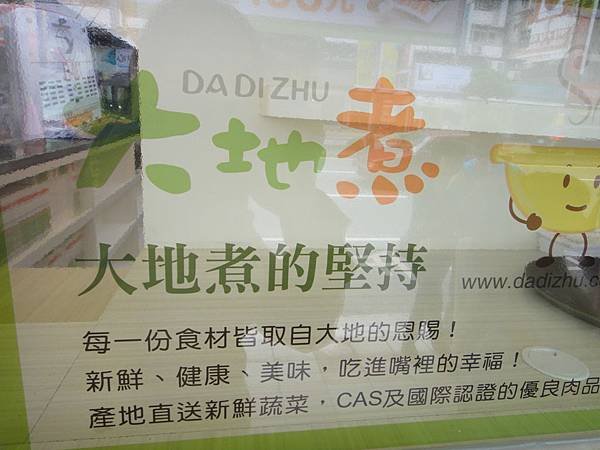 DADIZHU
大地煮
大地煮的堅持
www.dadizhu.c
每一份食材皆取自大地的恩賜！
新鮮、健康、美味，吃進嘴裡的幸福！
產地直送新鮮蔬菜，CAS及國際認證的優良肉品